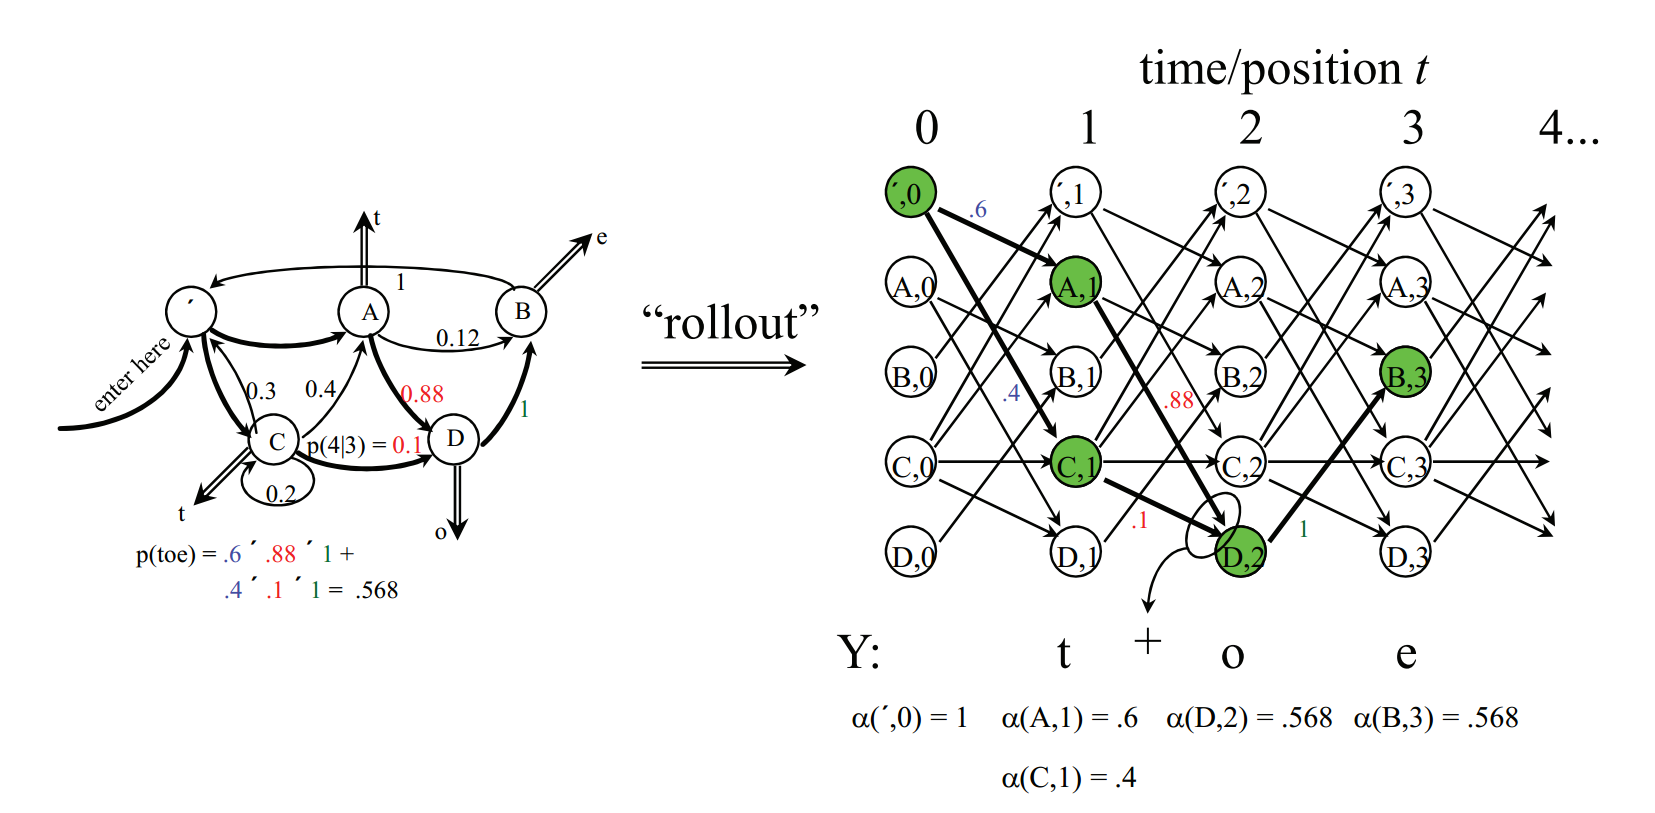 time/position t
0 1 2 3 4...
´,0 ´,1 ´,2 ´,3
.6
t
e
1
´ A B
A,0 A,1 A,2 A,3
enter here
0.12
"rollout"
0.3 0.4 0.88
1
B,0 B,1 B,2 B,3
.4 .88
C p(4|3) = 0.1 D
C,0 C,1 C,2 C,3
0.2
t
o
.1 1
p(toe) = .6 ´ .88 ´ 1 +
.4 ´ .1 ´ 1 = .568
D,0 D,1 D,2 D,3
Y: t + o e
α(´,0) = 1 α(A,1) = .6 α(D,2) = .568 α(B,3) = .568
α(C,1) = .4